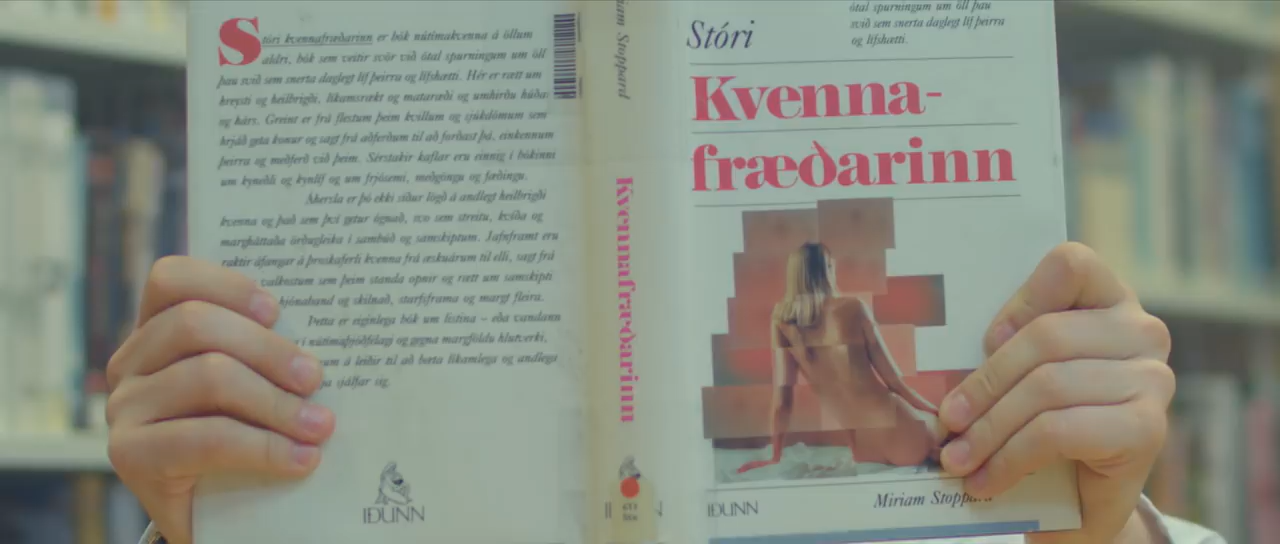 Stóri kvennafræðarinn er bók nútímakvenna á öllum
aldri, bók sem veitir svör við ótal spurningum um öll
þau svið sem snerta daglegt líf þeirra og lífshætti. Hér er rætt um
hreysti og heilbrigði, líkamsrækt og mataræði og umhirðu húðar
og hárs. Greint er frá flestum þeim kvillum og sjúkdómum sem
hrjáð geta konur og sagt frá aðferðum til að forðast þá, einkennum
þeirra og meðferð við þeim. Sérstakir kaflar eru einnig í bókinni
um kyneðli og kynlíf og um frjósemi, meðgöngu og fæðingu.
Áhersla er þó ekki síður lögð á andlegt heilbrigði
kvenna og það sem því getur ógnað, svo sem streitu, kvíða og
margháttaða örðugleika í sambúð og samskiptum. Jafnframt eru
raktir áfangar á þroskaferli kvenna frá æskuárum til elli, sagt frá
valkostum sem þeim standa opnir og rætt um samskipti
hjónaband og skilnað, starfsframa og margt fleira.
Þetta er eiginlega bók um listina – eða vandann
í nútímaþjóðfélagi og gegna margföldu hlutverki,
á leiðir til að bæta líkamlega og andlega
sjálfar sig.
IÐUNN
Miriam Stoppard
Kvennafræðarinn
613
Sto
ótal spurningum um öll þau
svið sem snerta daglegt líf þeirra
og lífshætti.
Stóri
Kvenna-
fræðarinn
IÐUNN
Miriam Stoppard